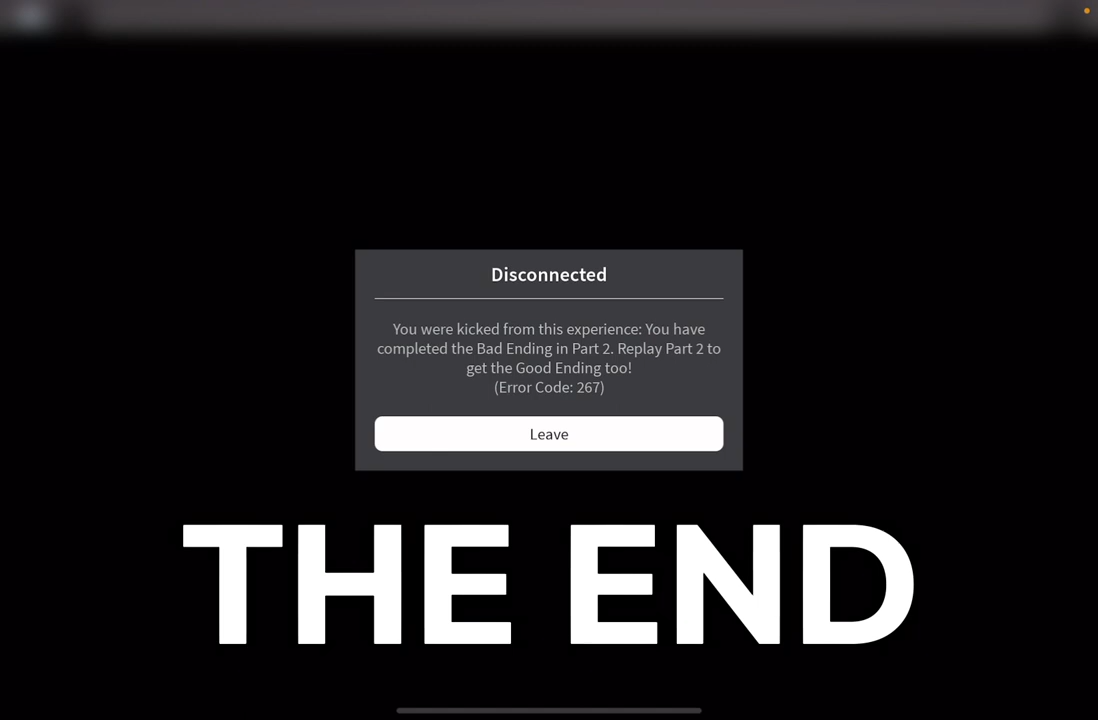 Disconnected
You were kicked from this experience: You have
completed the Bad Ending in Part 2. Replay Part 2 to
get the Good Ending too!
(Error Code: 267)
Leave
THE END